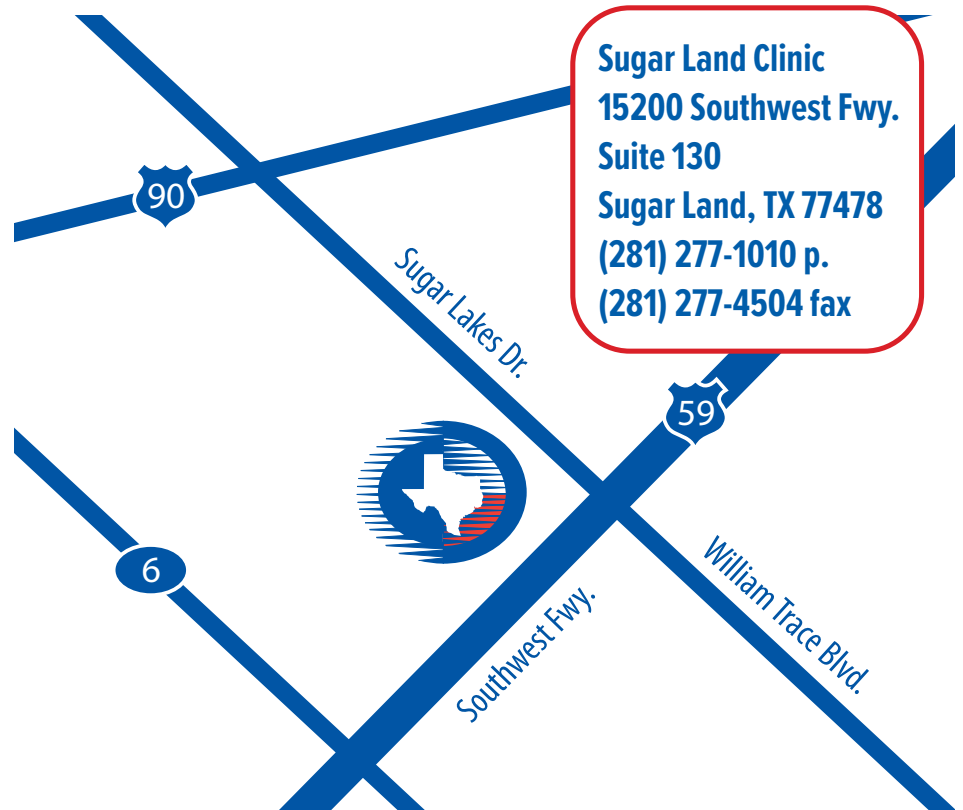 Sugar Land Clinic
15200 Southwest Fwy.
Suite 130
Sugar Land, TX 77478
(281) 277-1010 p.
(281) 277-4504 fax
90
Sugar Lakes Dr.
59
6
William Trace Blvd.
Southwest Fwy.